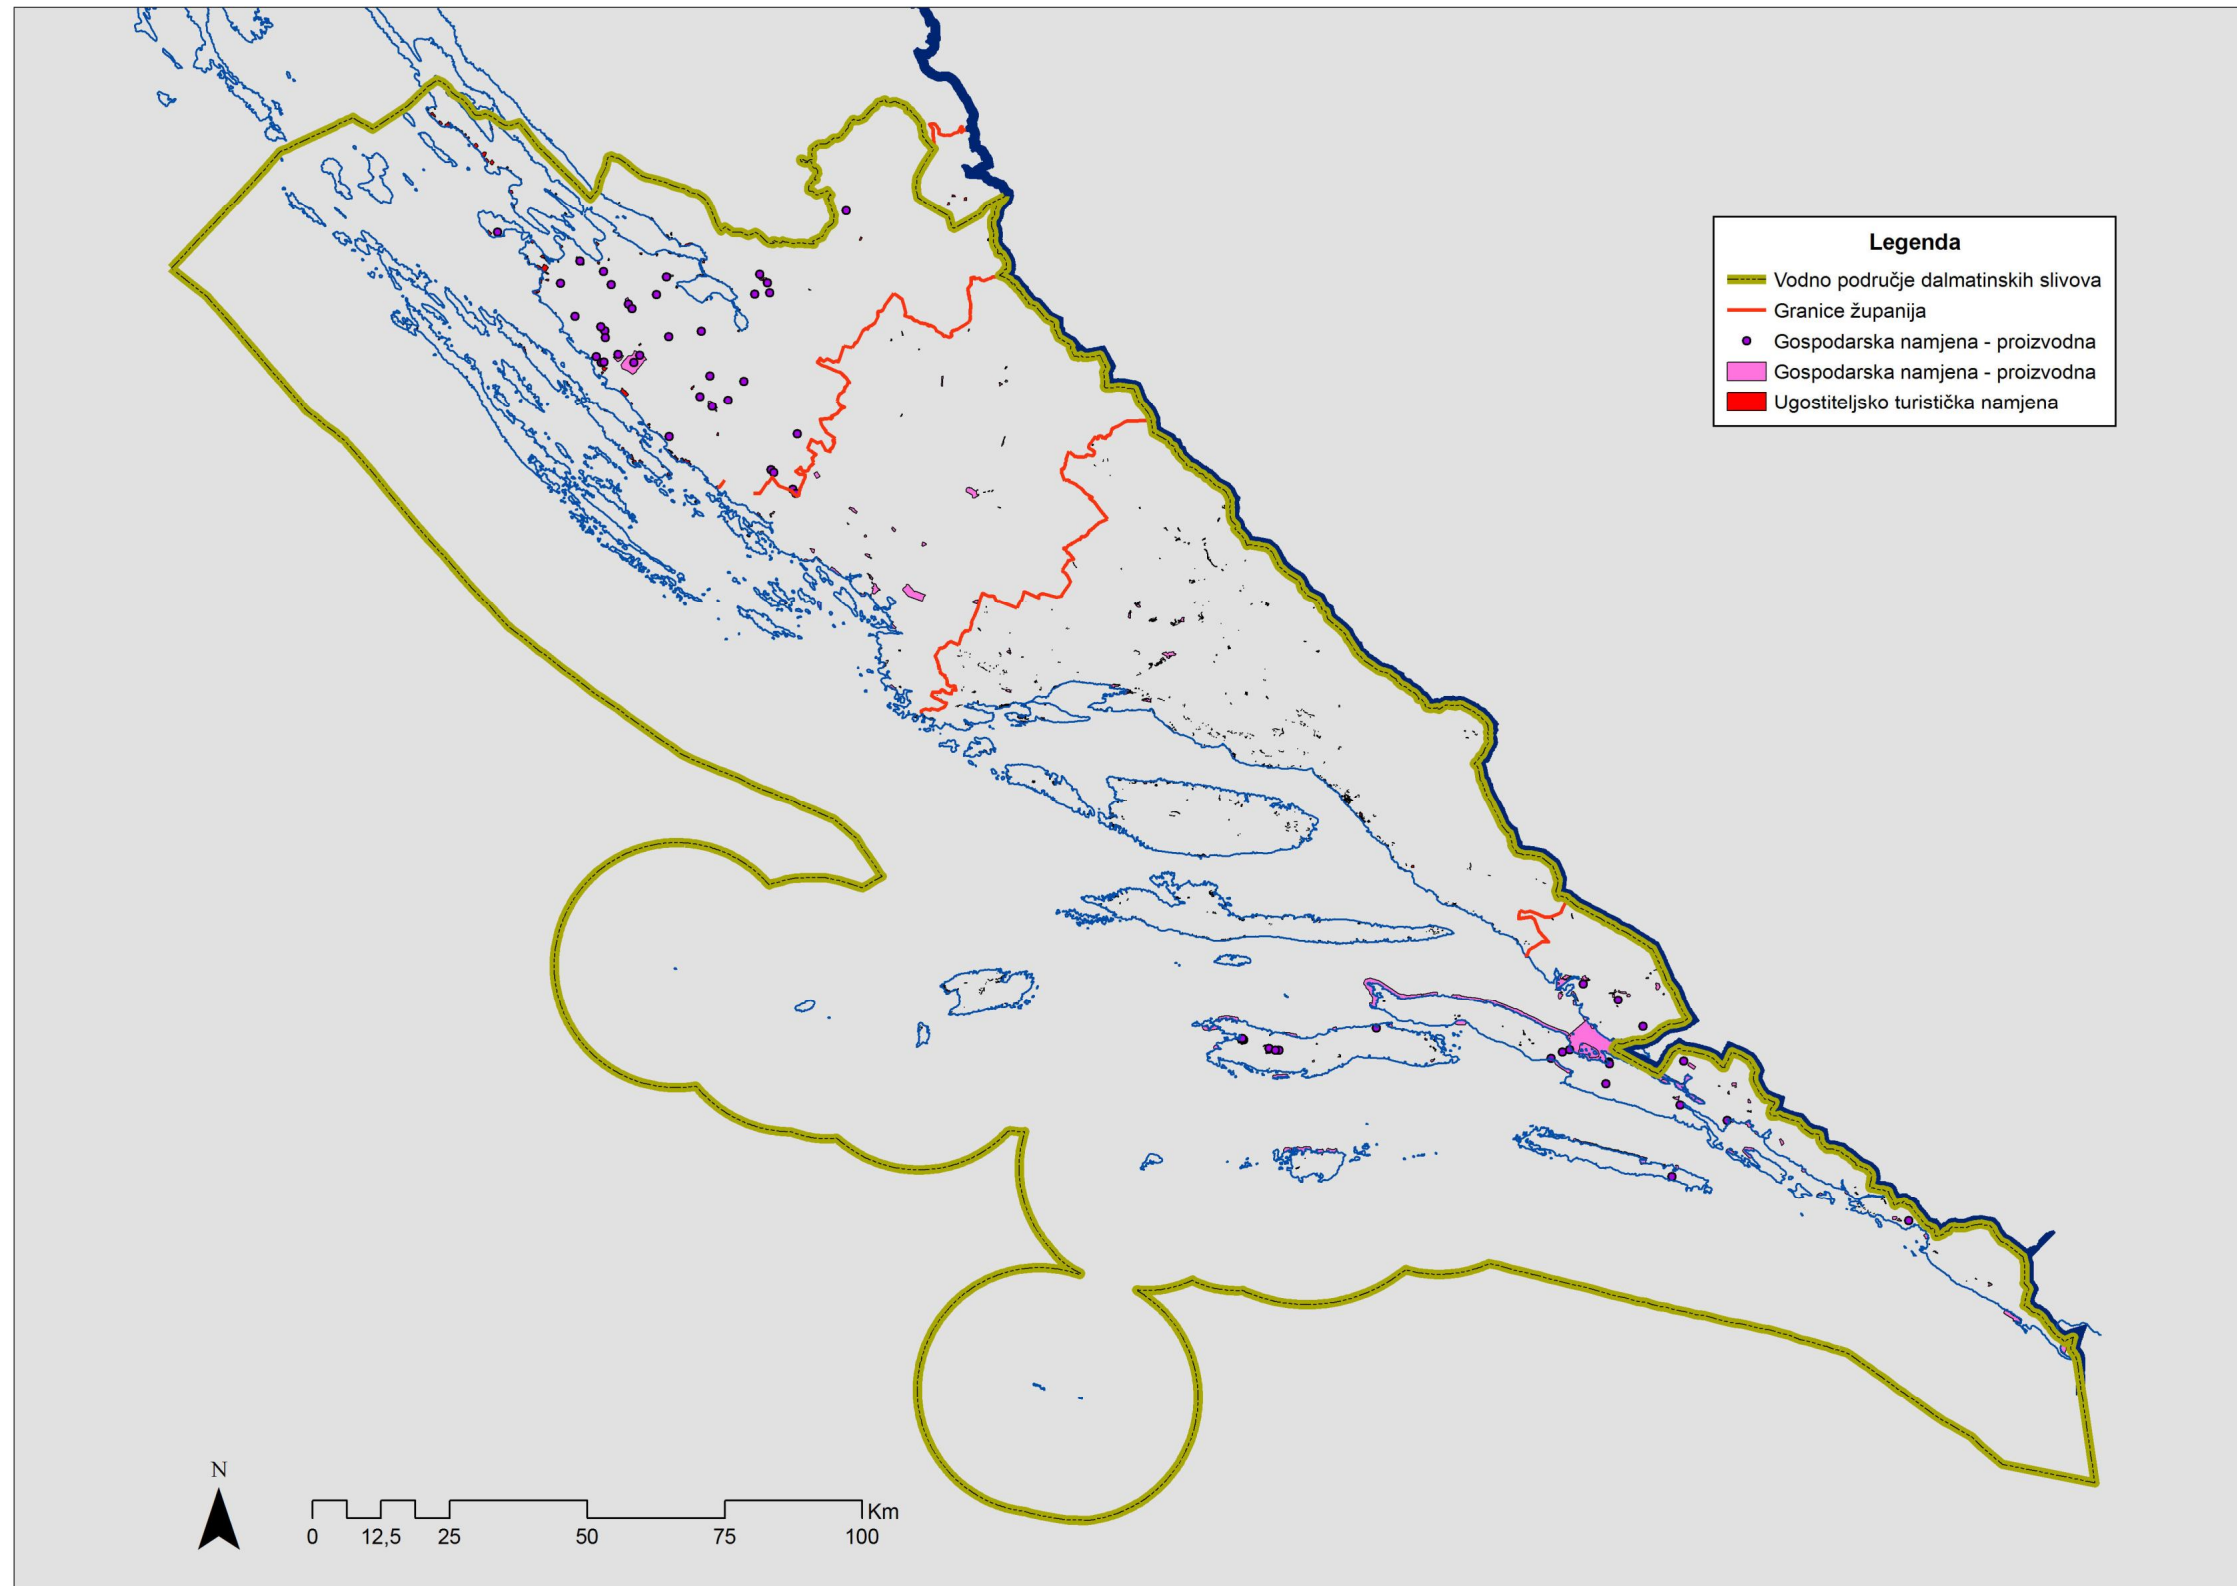 Legenda
Vodno područje dalmatinskih slivova
Granice županija
Gospodarska namjena - proizvodna
Gospodarska namjena - proizvodna
Ugostiteljsko turistička namjena
N
Km
0 12,5 25 50 75 100